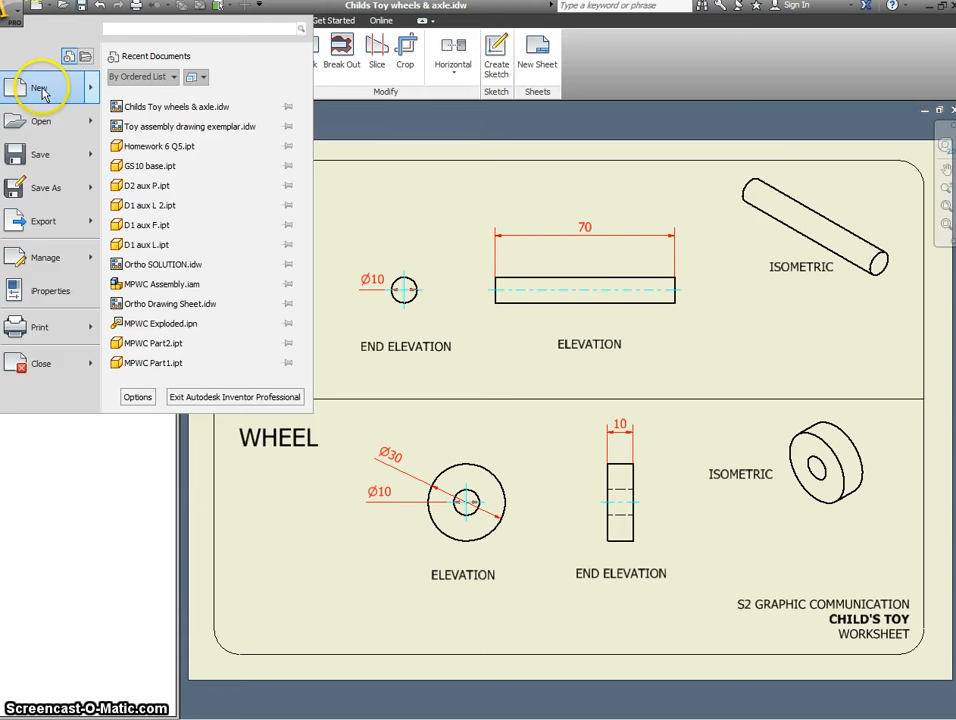 PRO
Childs Toy wheels & axle.idw
Type a keyword or phrase
Sign In
Get Started
Online
Break Out
Slice
Crop
Horizontal
Create
Sketch
New Sheet
Modify
Sketch
Sheets
New
Open
Save
Save As
Export
Manage
iProperties
Print
Close
Recent Documents
By Ordered List
Childs Toy wheels & axle.idw
Toy assembly drawing exemplar.idw
Homework 6 Q5.ipt
GS10 base.ipt
D2 aux P.ipt
D1 aux L 2.ipt
D1 aux F.ipt
D1 aux L.ipt
Ortho SOLUTION.idw
MPWC Assembly.iam
Ortho Drawing Sheet.idw
MPWC Exploded.ipn
MPWC Part2.ipt
MPWC Part1.ipt
Options
Exit Autodesk Inventor Professional
70
Ø10
ISOMETRIC
END ELEVATION
ELEVATION
WHEEL
10
Ø30
Ø10
ISOMETRIC
ELEVATION
END ELEVATION
S2 GRAPHIC COMMUNICATION
CHILD'S TOY
WORKSHEET
Screencast-O-Matic.com